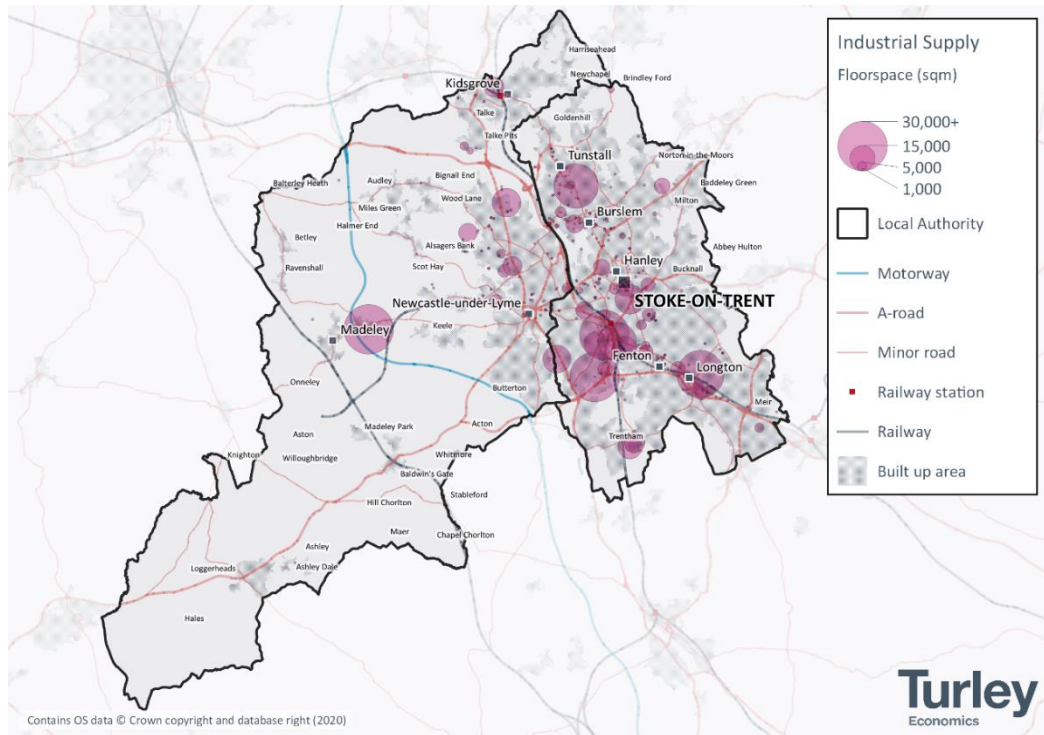 Industrial Supply
Floorspace (sqm)
30,000+
15,000
5,000
1,000
Local Authority
Motorway
A-road
Minor road
Railway station
Railway
Built up area
Harriseahead
Newchapel
Brindley Ford
Kidsgrove
Talke
Goldenhill
Talke Pits
Tunstall
Norton-in-the-Moors
Bignall End
Baddeley Green
Balterley Heath
Audley
Wood Lane
Milton
Miles Green
Burslem
Halmer End
Betley
Alsagers Bank
Abbey Hulton
Hanley
Ravenshall
Scot Hay
Bucknall
Newcastle-under-Lyme
STOKE-ON-TRENT
Madeley
Keele
Fenton
Longton
Onneley
Butterton
Meir
Madeley Park
Acton
Aston
Trentham
Knighton
Willoughbridge
Whitmore
Baldwin's Gate
Stableford
Hill Chorlton
Maer
Chapel Chorlton
Ashley
Loggerheads
Ashley Dale
Hales
Turley
Economics
Contains OS data © Crown copyright and database right (2020)